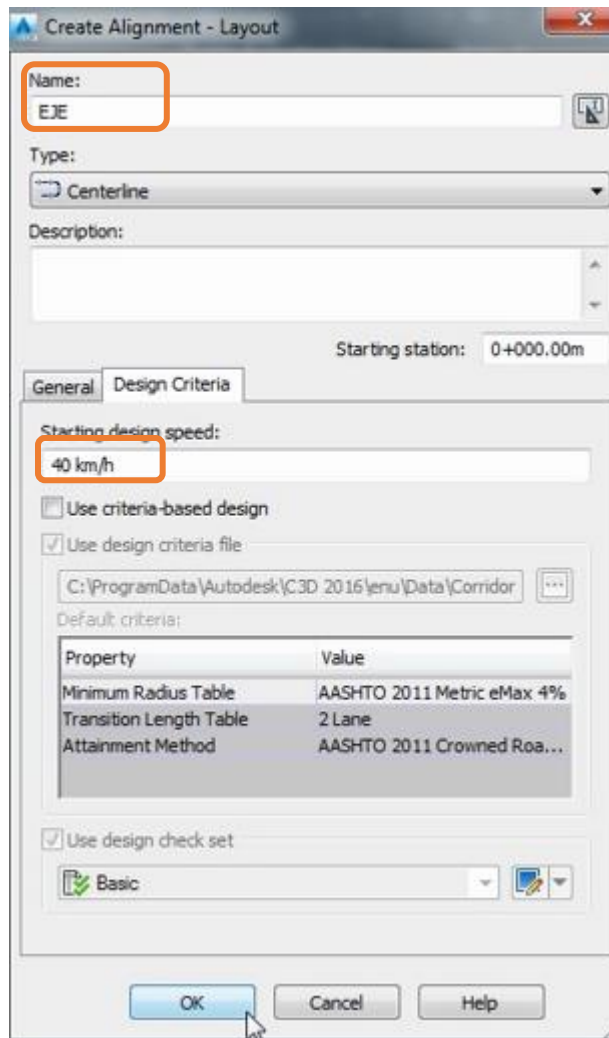 Create Alignment - Layout
Name:
EJE
Type:
Centerline
Description:
Starting station: 0+000.00m
General Design Criteria
Starting design speed:
40 km/h
Use criteria-based design
Use design criteria file
C:\ProgramData\Autodesk\C3D 2016\enu\Data\Corridor ...
Default criteria:
Property Value
Minimum Radius Table AASHTO 2011 Metric eMax 4%
Transition Length Table 2 Lane
Attainment Method AASHTO 2011 Crowned Roa...
Use design check set
Basic
OK Cancel Help